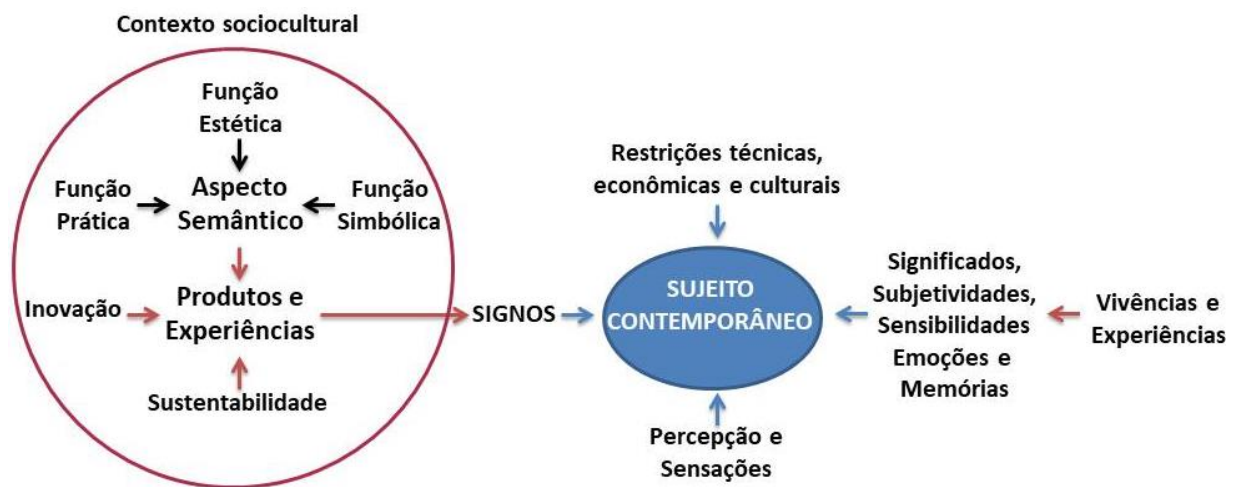 Contexto sociocultural
Função
Estética
Função
Prática
Aspecto
Semântico
Função
Simbólica
Inovação
Produtos e
Experiências
Sustentabilidade
SIGNOS
Restrições técnicas,
econômicas e culturais
SUJEITO
CONTEMPORÂNEO
Percepção e
Sensações
Significados,
Subjetividades,
Sensibilidades
Emoções e
Memórias
Vivências e
Experiências